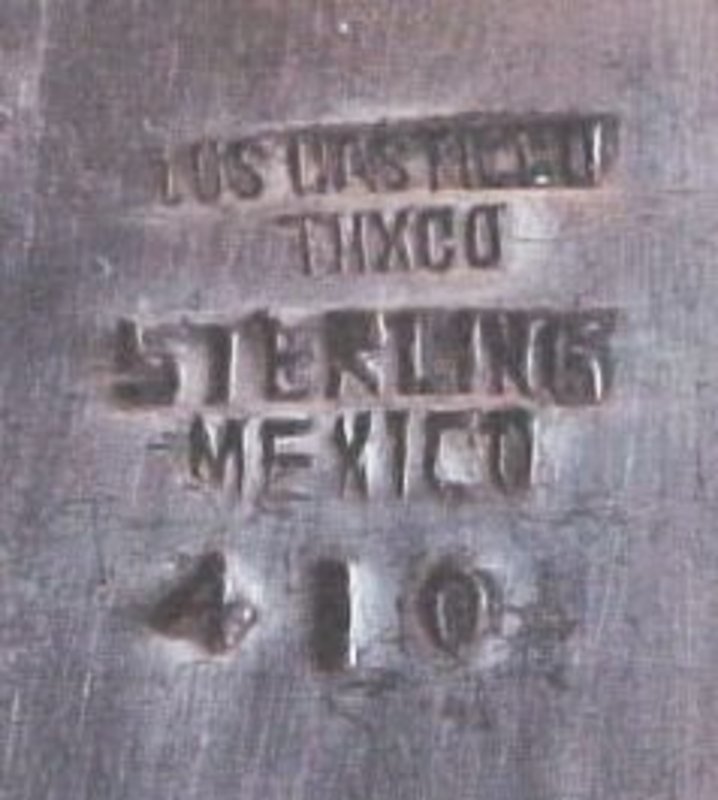 LOS CASTILLO
TAXCO
STERLING
MEXICO
410